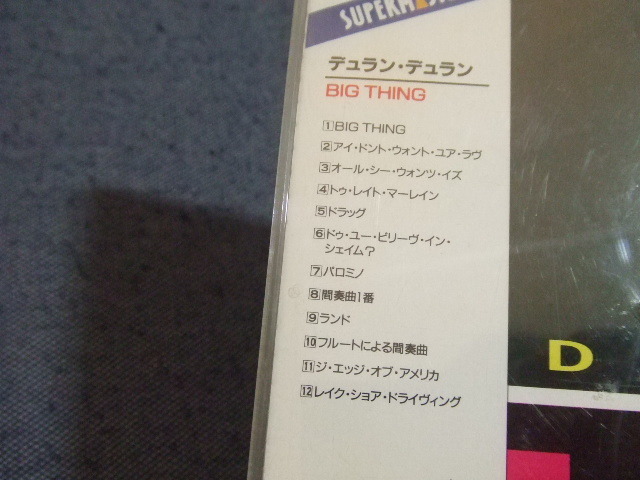 デュラン・デュラン
BIG THING
1 BIG THING
2 アイ・ドント・ウォント・ユア・ラヴ
3 オール・シー・ウォンツ・イズ
4 トゥ・レイト・マーレイン
5 ドラッグ
6 ドゥ・ユー・ビリーヴ・イン・
シェイム?
7 パロミノ
8 間奏曲1番
9 ランド
10 フルートによる間奏曲
11 ジ・エッジ・オブ・アメリカ
12 レイク・ショア・ドライヴィング
D